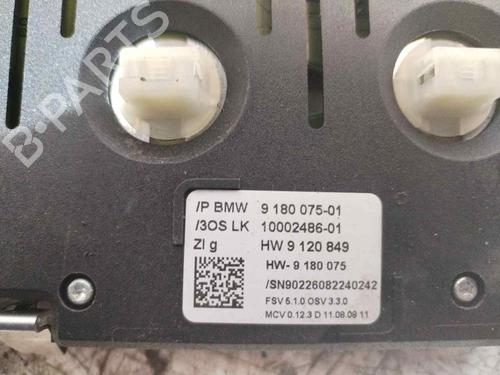 B-PARTS
/P BMW 9 180 075-01
/3OS LK 10002486-01
ZI g HW 9 120 849
HW- 9 180 075
/SN90226082240242
FSV 5.1.0 OSV 3.3.0
MCV 0.12.3 D 11.08.08 11